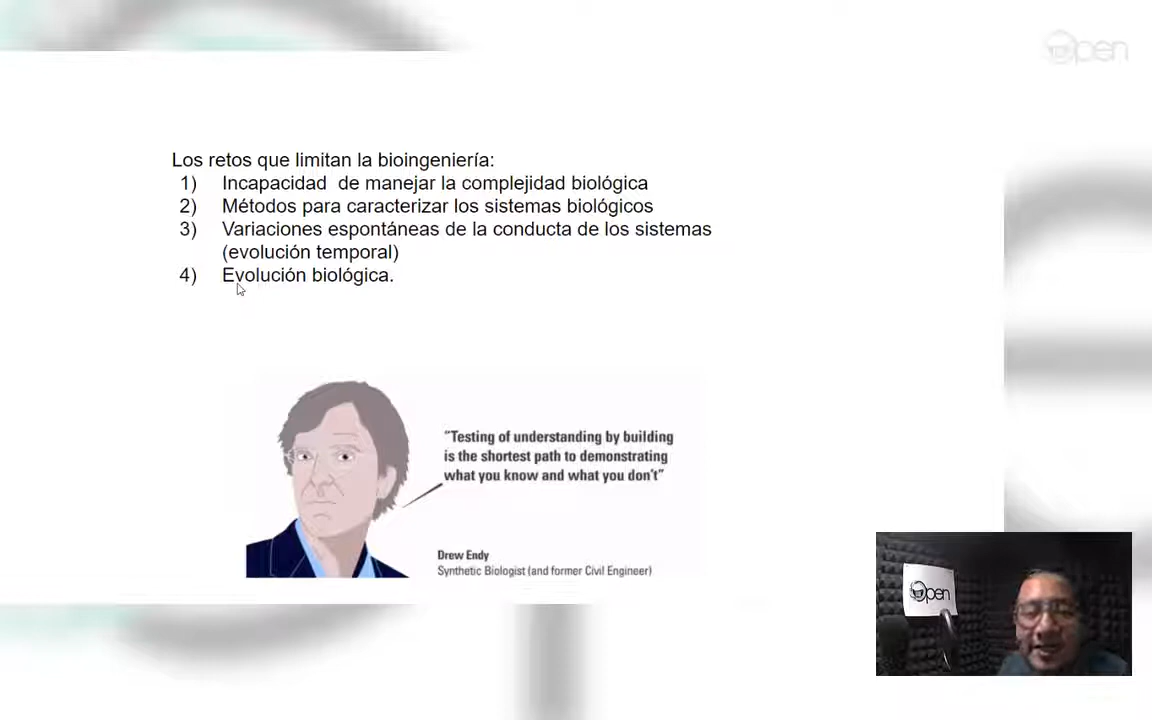 Open
Los retos que limitan la bioingeniería:
1) Incapacidad de manejar la complejidad biológica
2) Métodos para caracterizar los sistemas biológicos
3) Variaciones espontáneas de la conducta de los sistemas
(evolución temporal)
4) Evolución biológica.
"Testing of understanding by building
is the shortest path to demonstrating
what you know and what you don't"
Drew Endy
Synthetic Biologist (and former Civil Engineer)
Open